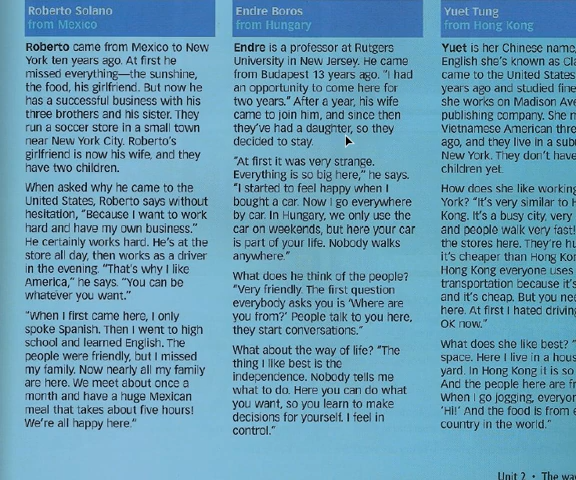 Roberto Solano
from Mexico
Roberto came from Mexico to New
York ten years ago. At first he
missed everything—the sunshine,
the food, his girlfriend. But now he
has a successful business with his
three brothers and his sister. They
run a soccer store in a small town
near New York City. Roberto's
girlfriend is now his wife, and they
have two children.
When asked why he came to the
United States, Roberto says without
hesitation, "Because I want to work
hard and have my own business."
He certainly works hard. He's at the
store all day, then works as a driver
in the evening. "That's why I like
America," he says. "You can be
whatever you want."
"When I first came here, I only
spoke Spanish. Then I went to high
school and learned English. The
people were friendly, but I missed
my family. Now nearly all my family
are here. We meet about once a
month and have a huge Mexican
meal that takes about five hours!
We're all happy here."
Endre Boros
from Hungary
Endre is a professor at Rutgers
University in New Jersey. He came
from Budapest 13 years ago. "I had
an opportunity to come here for
two years." After a year, his wife
came to join him, and since then
they've had a daughter, so they
decided to stay.
"At first it was very strange.
Everything is so big here," he says.
"I started to feel happy when I
bought a car. Now I go everywhere
by car. In Hungary, we only use the
car on weekends, but here your car
is part of your life. Nobody walks
anywhere."
What does he think of the people?
"Very friendly. The first question
everybody asks you is 'Where are
you from?' People talk to you here,
they start conversations."
What about the way of life? "The
thing I like best is the
independence. Nobody tells me
what to do. Here you can do what
you want, so you learn to make
decisions for yourself. I feel in
control."
Yuet Tung
from Hong Kong
Yuet is her Chinese name,
English she's known as Cla
came to the United States
years ago and studied fine
she works on Madison Ave
publishing company. She m
Vietnamese American thre
ago, and they live in a subu
New York. They don't have
children yet.
How does she like working
York? "It's very similar to H
Kong. It's a busy city, very
and people walk very fast!
the stores here. They're hu
it's cheaper than Hong Kon
Hong Kong everyone uses
transportation because it's
and it's cheap. But you nee
here. At first I hated driving
OK now."
What does she like best? "
space. Here I live in a hous
yard. In Hong Kong it is so
And the people here are fr
When I go jogging, everyon
'Hi!' And the food is from e
country in the world."
Unit 2 • The way